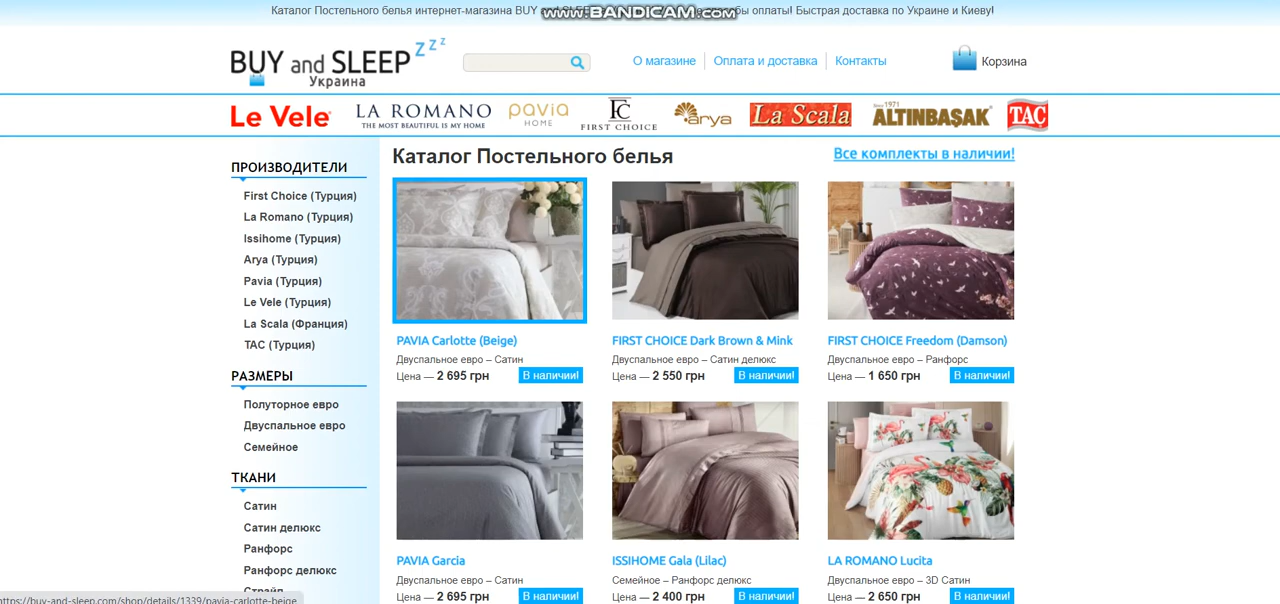 Каталог Постельного белья интернет-магазина BUY and SLEEP
www.BANDICAM.com
бы оплаты! Быстрая доставка по Украине и Киеву!
BUY and SLEEP z z z
Украина
О магазине
Оплата и доставка
Контакты
Корзина
Le Vele
LA ROMANO
THE MOST BEAUTIFUL IS MY HOME
pavia
HOME
FC
FIRST CHOICE
arya
La Scala
Since 1971
ALTINBAŞAK
TAÇ
ПРОИЗВОДИТЕЛИ
First Choice (Турция)
La Romano (Турция)
Issihome (Турция)
Arya (Турция)
Pavia (Турция)
Le Vele (Турция)
La Scala (Франция)
TAC (Турция)
РАЗМЕРЫ
Полуторное евро
Двуспальное евро
Семейное
ТКАНИ
Сатин
Сатин делюкс
Ранфорс
Ранфорс делюкс
Страйп
Каталог Постельного белья
Все комплекты в наличии!
PAVIA Carlotte (Beige)
Двуспальное евро – Сатин
Цена — 2 695 грн
В наличии!
FIRST CHOICE Dark Brown & Mink
Двуспальное евро – Сатин делюкс
Цена — 2 550 грн
В наличии!
FIRST CHOICE Freedom (Damson)
Двуспальное евро – Ранфорс
Цена — 1 650 грн
В наличии!
PAVIA Garcia
Двуспальное евро – Сатин
Цена — 2 695 грн
В наличии!
ISSIHOME Gala (Lilac)
Семейное – Ранфорс делюкс
Цена — 2 400 грн
В наличии!
LA ROMANO Lucita
Двуспальное евро – 3D Сатин
Цена — 2 650 грн
В наличии!
https://buy-and-sleep.com/shop/details/1339/pavia-carlotte-beige